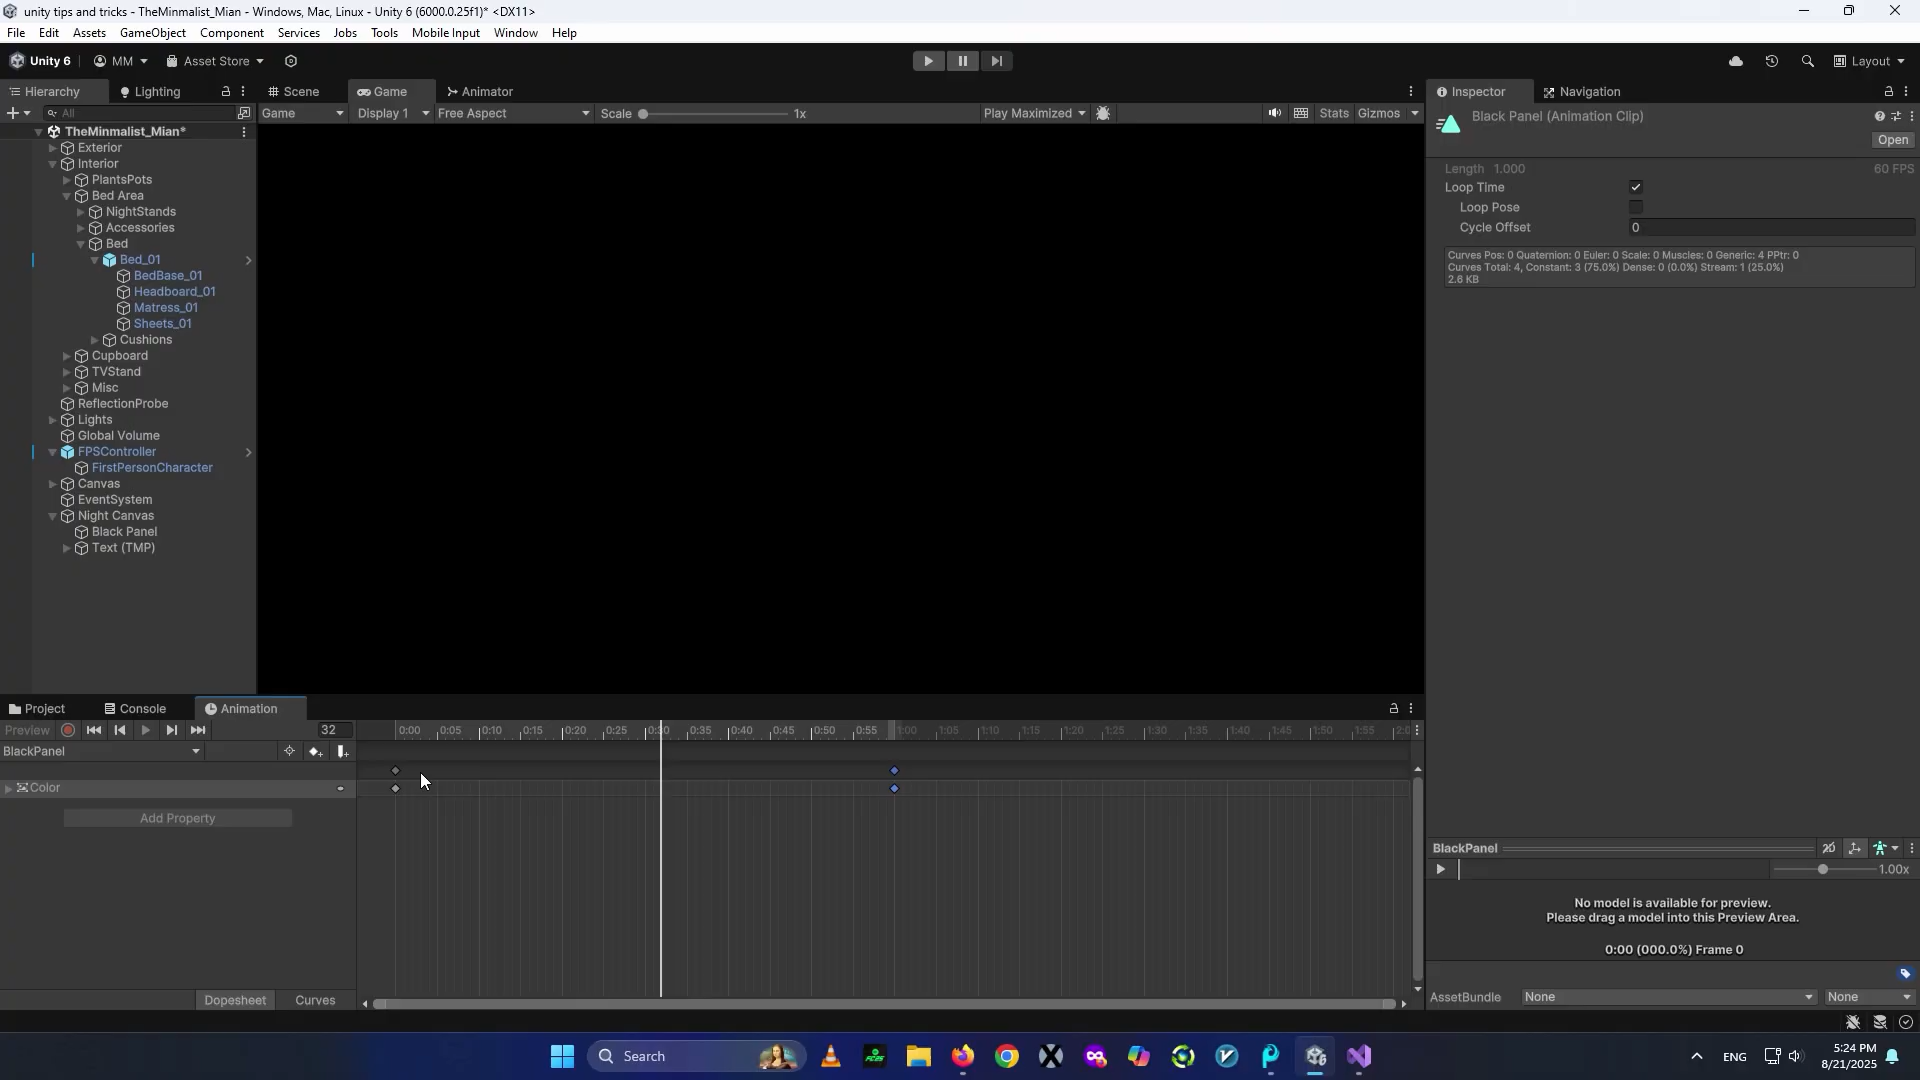 unity tips and tricks - TheMinmalist_Mian - Windows, Mac, Linux - Unity 6 (6000.0.25f1)* <DX11>
File Edit Assets GameObject Component Services Jobs Tools Mobile Input Window Help
Unity 6 MM Asset Store Layout
Hierarchy Lighting Scene Game Animator Inspector Navigation
All Game Display 1 Free Aspect Scale 1x Play Maximized Stats Gizmos
TheMinmalist_Mian*
Exterior
Interior
PlantsPots
Bed Area
NightStands
Accessories
Bed
Bed_01
BedBase_01
Headboard_01
Matress_01
Sheets_01
Cushions
Cupboard
TVStand
Misc
ReflectionProbe
Lights
Global Volume
FPSController
FirstPersonCharacter
Canvas
EventSystem
Night Canvas
Black Panel
Text (TMP)
Black Panel (Animation Clip)
Open
Length 1.000 60 FPS
Loop Time
Loop Pose
Cycle Offset 0
Curves Pos: 0 Quaternion: 0 Euler: 0 Scale: 0 Muscles: 0 Generic: 4 PPtr: 0
Curves Total: 4, Constant: 3 (75.0%) Dense: 0 (0.0%) Stream: 1 (25.0%)
2.6 KB
Project Console Animation
Preview 32 0:00 0:05 0:10 0:15 0:20 0:25 0:30 0:35 0:40 0:45 0:50 0:55 1:00 1:05 1:10 1:15 1:20 1:25 1:30 1:35 1:40 1:45 1:50 1:55 2:0
BlackPanel
Color
Add Property
Dopesheet Curves
BlackPanel
1.00x
No model is available for preview.
Please drag a model into this Preview Area.
0:00 (000.0%) Frame 0
AssetBundle None None
Search
ENG
5:24 PM
8/21/2025